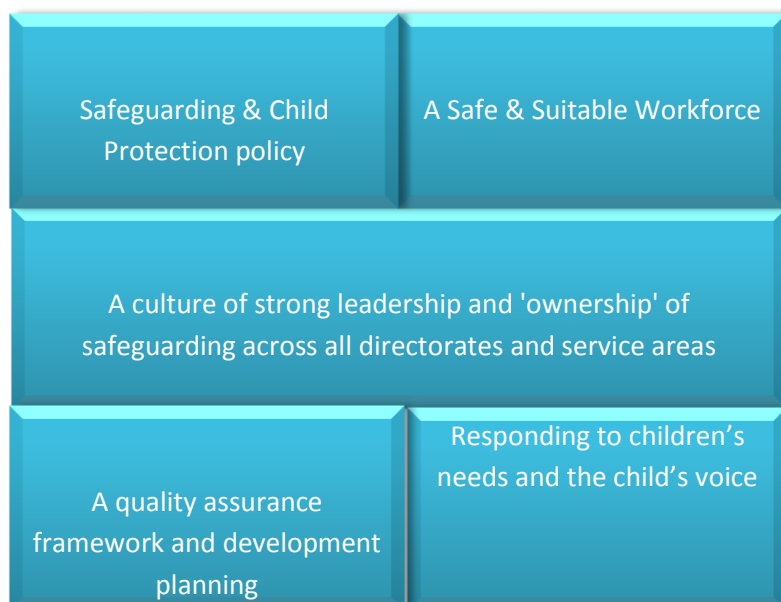 Safeguarding & Child
Protection policy
A Safe & Suitable Workforce
A culture of strong leadership and 'ownership' of
safeguarding across all directorates and service areas
A quality assurance
framework and development
planning
Responding to children’s
needs and the child’s voice